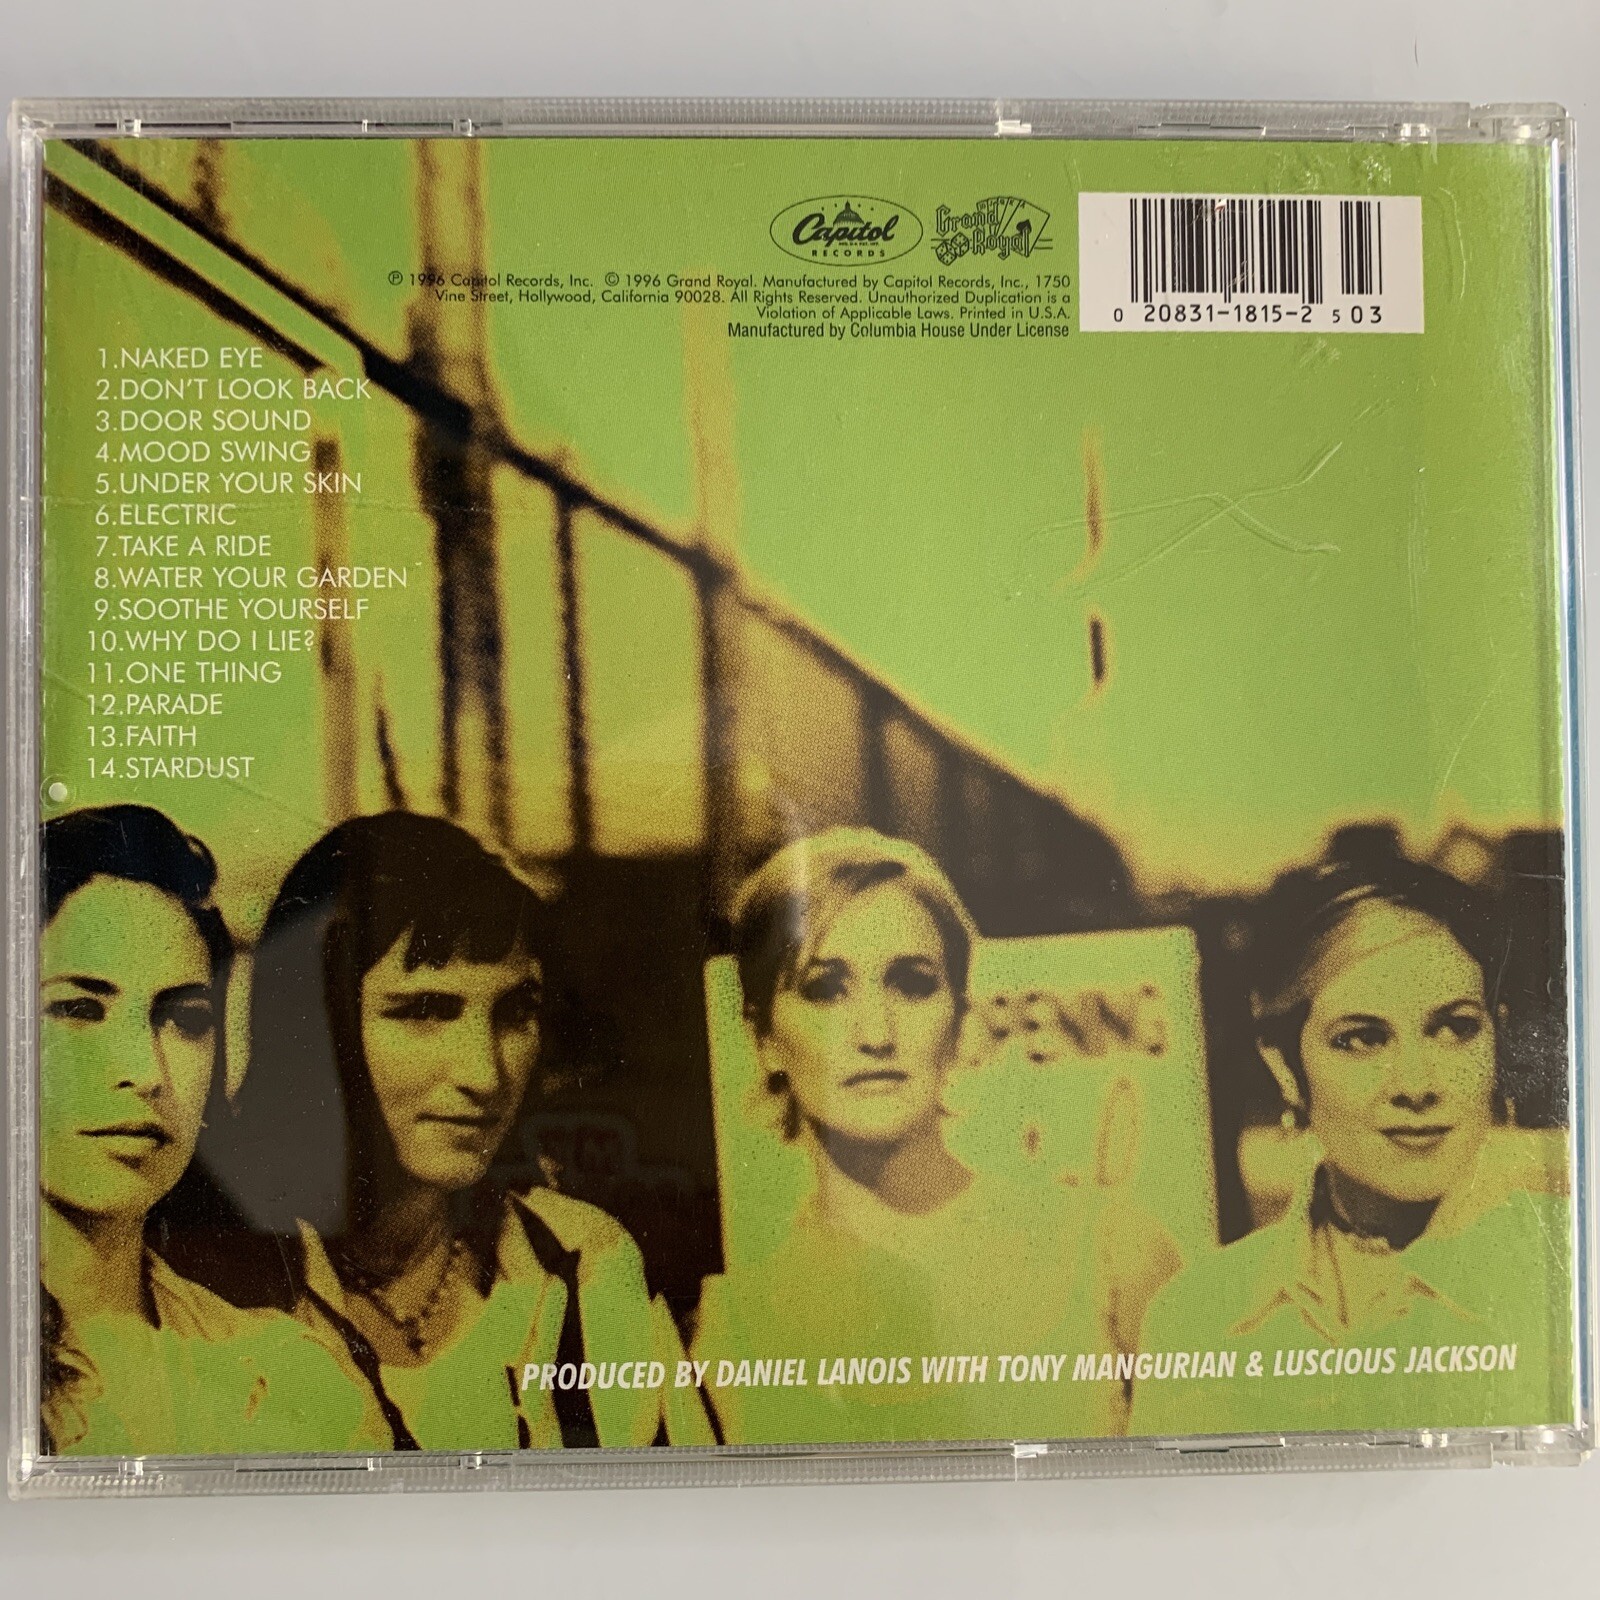 Capitol
RECORDS
Grand
Royal
℗ 1996 Capitol Records, Inc. © 1996 Grand Royal. Manufactured by Capitol Records, Inc., 1750
Vine Street, Hollywood, California 90028. All Rights Reserved. Unauthorized Duplication is a
Violation of Applicable Laws. Printed in U.S.A.
Manufactured by Columbia House Under License
0 20831-1815-2 503
1.NAKED EYE
2.DON'T LOOK BACK
3.DOOR SOUND
4.MOOD SWING
5.UNDER YOUR SKIN
6.ELECTRIC
7.TAKE A RIDE
8.WATER YOUR GARDEN
9.SOOTHE YOURSELF
10.WHY DO I LIE?
11.ONE THING
12.PARADE
13.FAITH
14.STARDUST
PRODUCED BY DANIEL LANOIS WITH TONY MANGURIAN & LUSCIOUS JACKSON